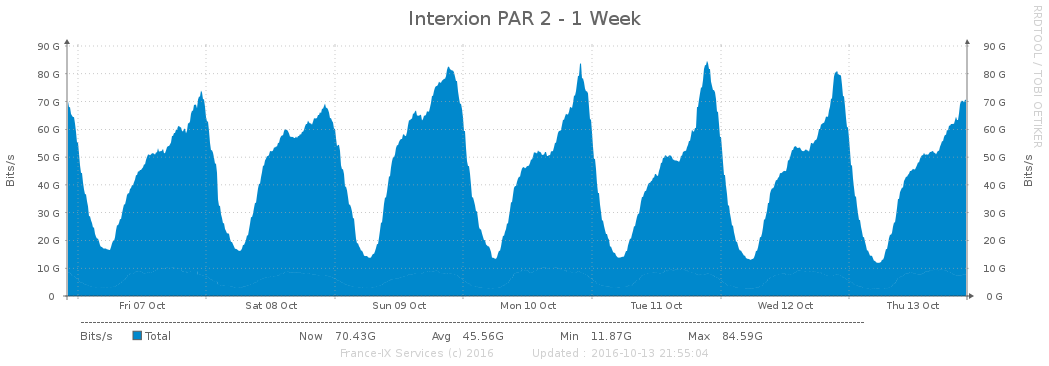 Interxion PAR 2 - 1 Week
RRDTOOL / TOBI OETIKER
Bits/s
90 G 90 G
80 G 80 G
70 G 70 G
60 G 60 G
50 G 50 G
40 G 40 G
30 G 30 G
20 G 20 G
10 G 10 G
0 0 G
Bits/s
Fri 07 Oct Sat 08 Oct Sun 09 Oct Mon 10 Oct Tue 11 Oct Wed 12 Oct Thu 13 Oct
Bits/s Total Now 70.43G Avg 45.56G Min 11.87G Max 84.59G
France-IX Services (c) 2016 Updated : 2016-10-13 21:55:04